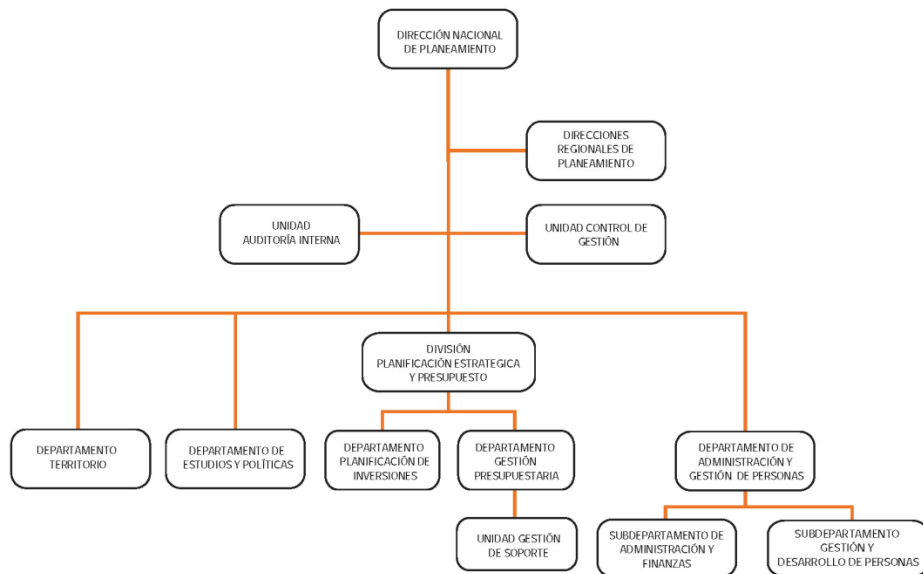 DIRECCIÓN NACIONAL
DE PLANEAMIENTO
DIRECCIONES
REGIONALES DE
PLANEAMIENTO
UNIDAD
AUDITORÍA INTERNA
UNIDAD CONTROL DE
GESTIÓN
DIVISIÓN
PLANIFICACIÓN ESTRATEGICA
Y PRESUPUESTO
DEPARTAMENTO
TERRITORIO
DEPARTAMENTO DE
ESTUDIOS Y POLÍTICAS
DEPARTAMENTO
PLANIFICACIÓN DE
INVERSIONES
DEPARTAMENTO
GESTIÓN
PRESUPUESTARIA
DEPARTAMENTO DE
ADMINISTRACIÓN Y
GESTIÓN DE PERSONAS
UNIDAD GESTIÓN
DE SOPORTE
SUBDEPARTAMENTO DE
ADMINISTRACIÓN Y
FINANZAS
SUBDEPARTAMENTO
GESTIÓN Y
DESARROLLO DE PERSONAS